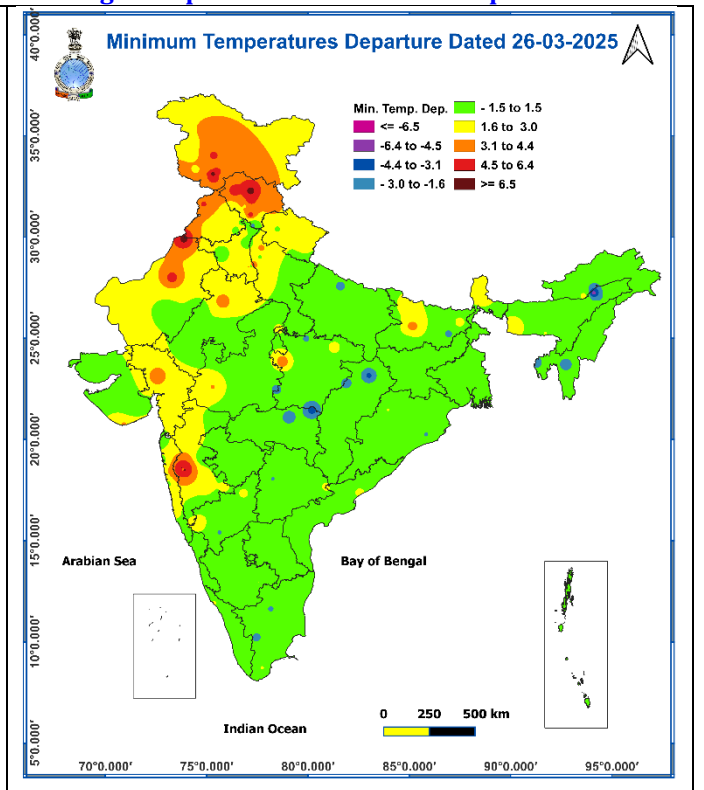 Minimum Temperatures Departure Dated 26-03-2025
Min. Temp. Dep.
<= -6.5
-6.4 to -4.5
-4.4 to -3.1
- 3.0 to -1.6
- 1.5 to 1.5
1.6 to 3.0
3.1 to 4.4
4.5 to 6.4
>= 6.5
40°0.000'
35°0.000'
30°0.000'
25°0.000'
20°0.000'
15°0.000'
10°0.000'
5°0.000'
Arabian Sea
Bay of Bengal
Indian Ocean
0 250 500 km
70°0.000' 75°0.000' 80°0.000' 85°0.000' 90°0.000' 95°0.000'